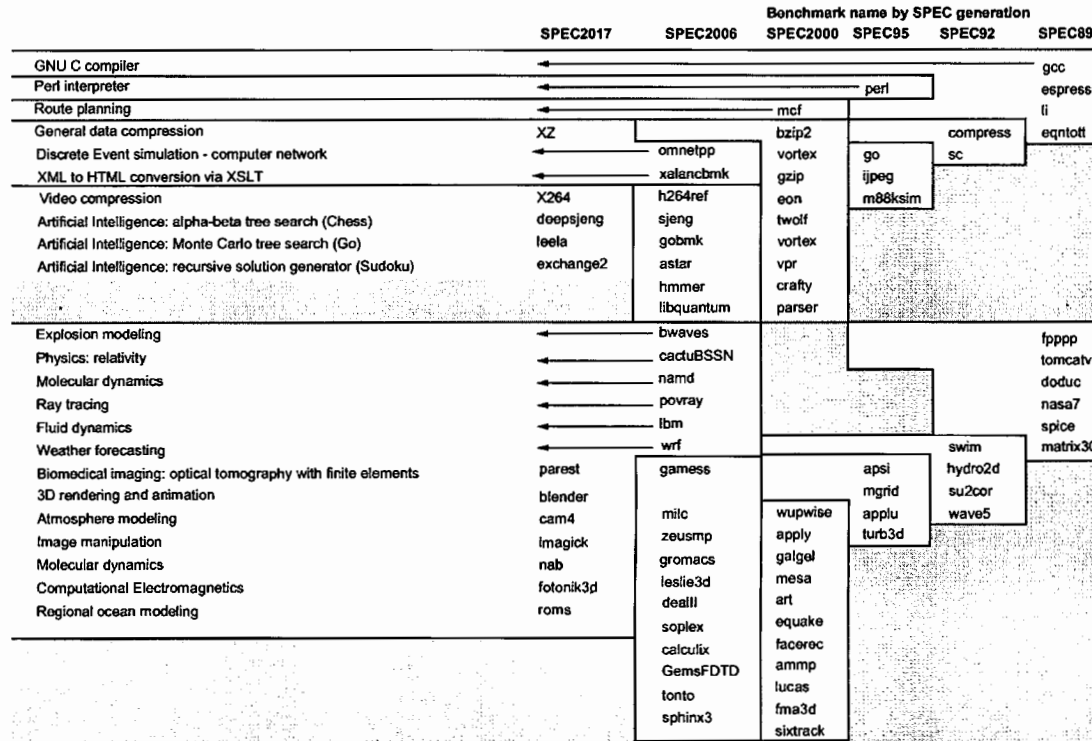 Benchmark name by SPEC generation
SPEC2017 SPEC2006 SPEC2000 SPEC95 SPEC92 SPEC89
GNU C compiler gcc
Perl interpreter perl espress
Route planning mcf li
General data compression XZ bzip2 compress eqntott
Discrete Event simulation - computer network omnetpp vortex go sc
XML to HTML conversion via XSLT xalancbmk gzip ijpeg
Video compression X264 h264ref eon m88ksim
Artificial Intelligence: alpha-beta tree search (Chess) deepsjeng sjeng twolf
Artificial Intelligence: Monte Carlo tree search (Go) leela gobmk vortex
Artificial Intelligence: recursive solution generator (Sudoku) exchange2 astar vpr
hmmer crafty
libquantum parser
Explosion modeling bwaves fpppp
Physics: relativity cactuBSSN tomcatv
Molecular dynamics namd doduc
Ray tracing povray nasa7
Fluid dynamics lbm spice
Weather forecasting wrf swim matrix30
Biomedical imaging: optical tomography with finite elements parest gamess apsi hydro2d
3D rendering and animation blender mgrid su2cor
Atmosphere modeling cam4 milc wupwise applu wave5
Image manipulation imagick zeusmp apply turb3d
Molecular dynamics nab gromacs galgel
Computational Electromagnetics fotonik3d leslie3d mesa
Regional ocean modeling roms dealII art
soplex equake
calculix facerec
GemsFDTD ammp
tonto lucas
sphinx3 fma3d
sixtrack